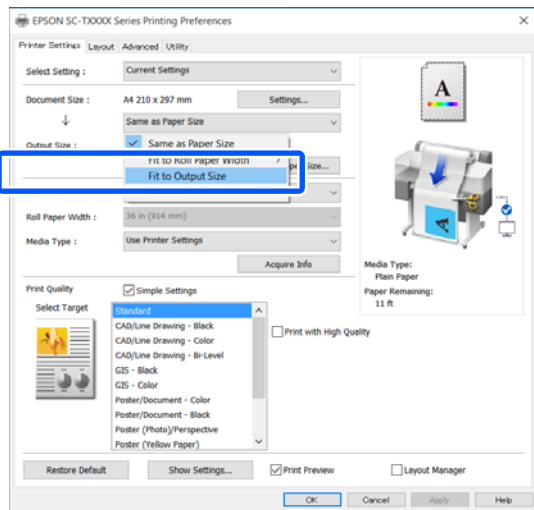 EPSON SC-TXXXX Series Printing Preferences
Printer Settings Layout Advanced Utility
Select Setting : Current Settings
Document Size : A4 210 x 297 mm Settings...
Same as Paper Size
Output Size : Same as Paper Size
Fit to Roll Paper Width
Fit to Output Size
Roll Paper Width : 36 in (914 mm)
Media Type : Use Printer Settings
Acquire Info
A
Media Type:
Plain Paper
Paper Remaining:
11 ft
Print Quality Simple Settings
Select Target
Standard
CAD/Line Drawing - Black
CAD/Line Drawing - Color
CAD/Line Drawing - Bi-Level
GIS - Black
GIS - Color
Poster/Document - Color
Poster/Document - Black
Poster (Photo)/Perspective
Poster (Yellow Paper)
Print with High Quality
Restore Default Show Settings... Print Preview Layout Manager
OK Cancel Apply Help